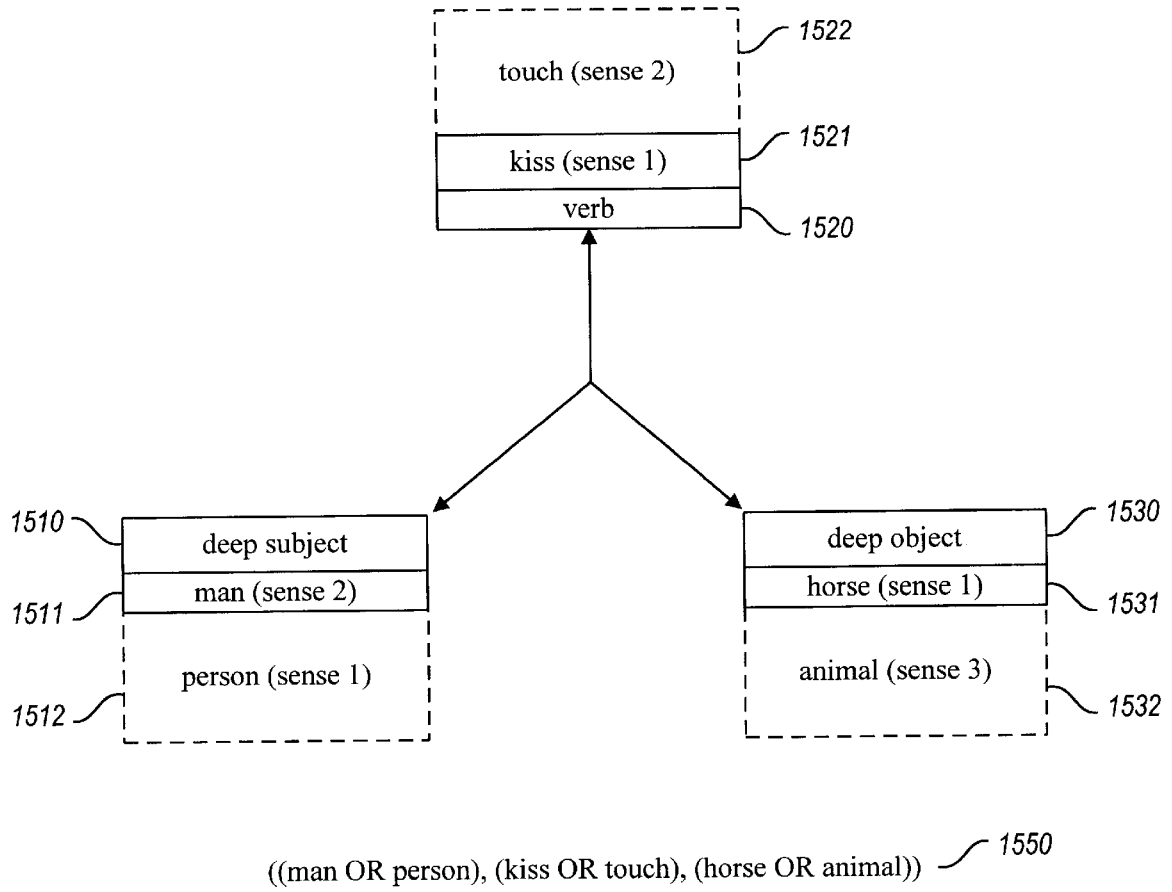 1522
touch (sense 2)
1521
kiss (sense 1)
verb
1520
1510
deep subject
1530
deep object
man (sense 2)
horse (sense 1)
1511
1531
person (sense 1)
animal (sense 3)
1512
1532
1550
((man OR person), (kiss OR touch), (horse OR animal))